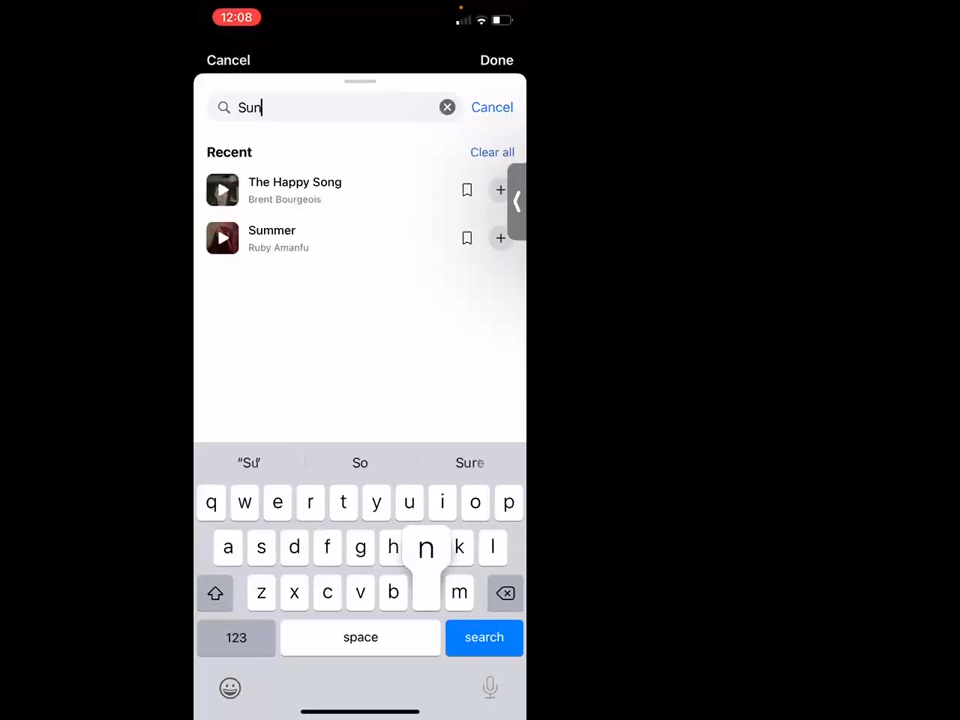 12:08
Cancel Done
Sun Cancel
Recent Clear all
The Happy Song
Brent Bourgeois
Summer
Ruby Amanfu
“Su” So Sure
q w e r t y u i o p
a s d f g h n k l
z x c v b m
123 space search